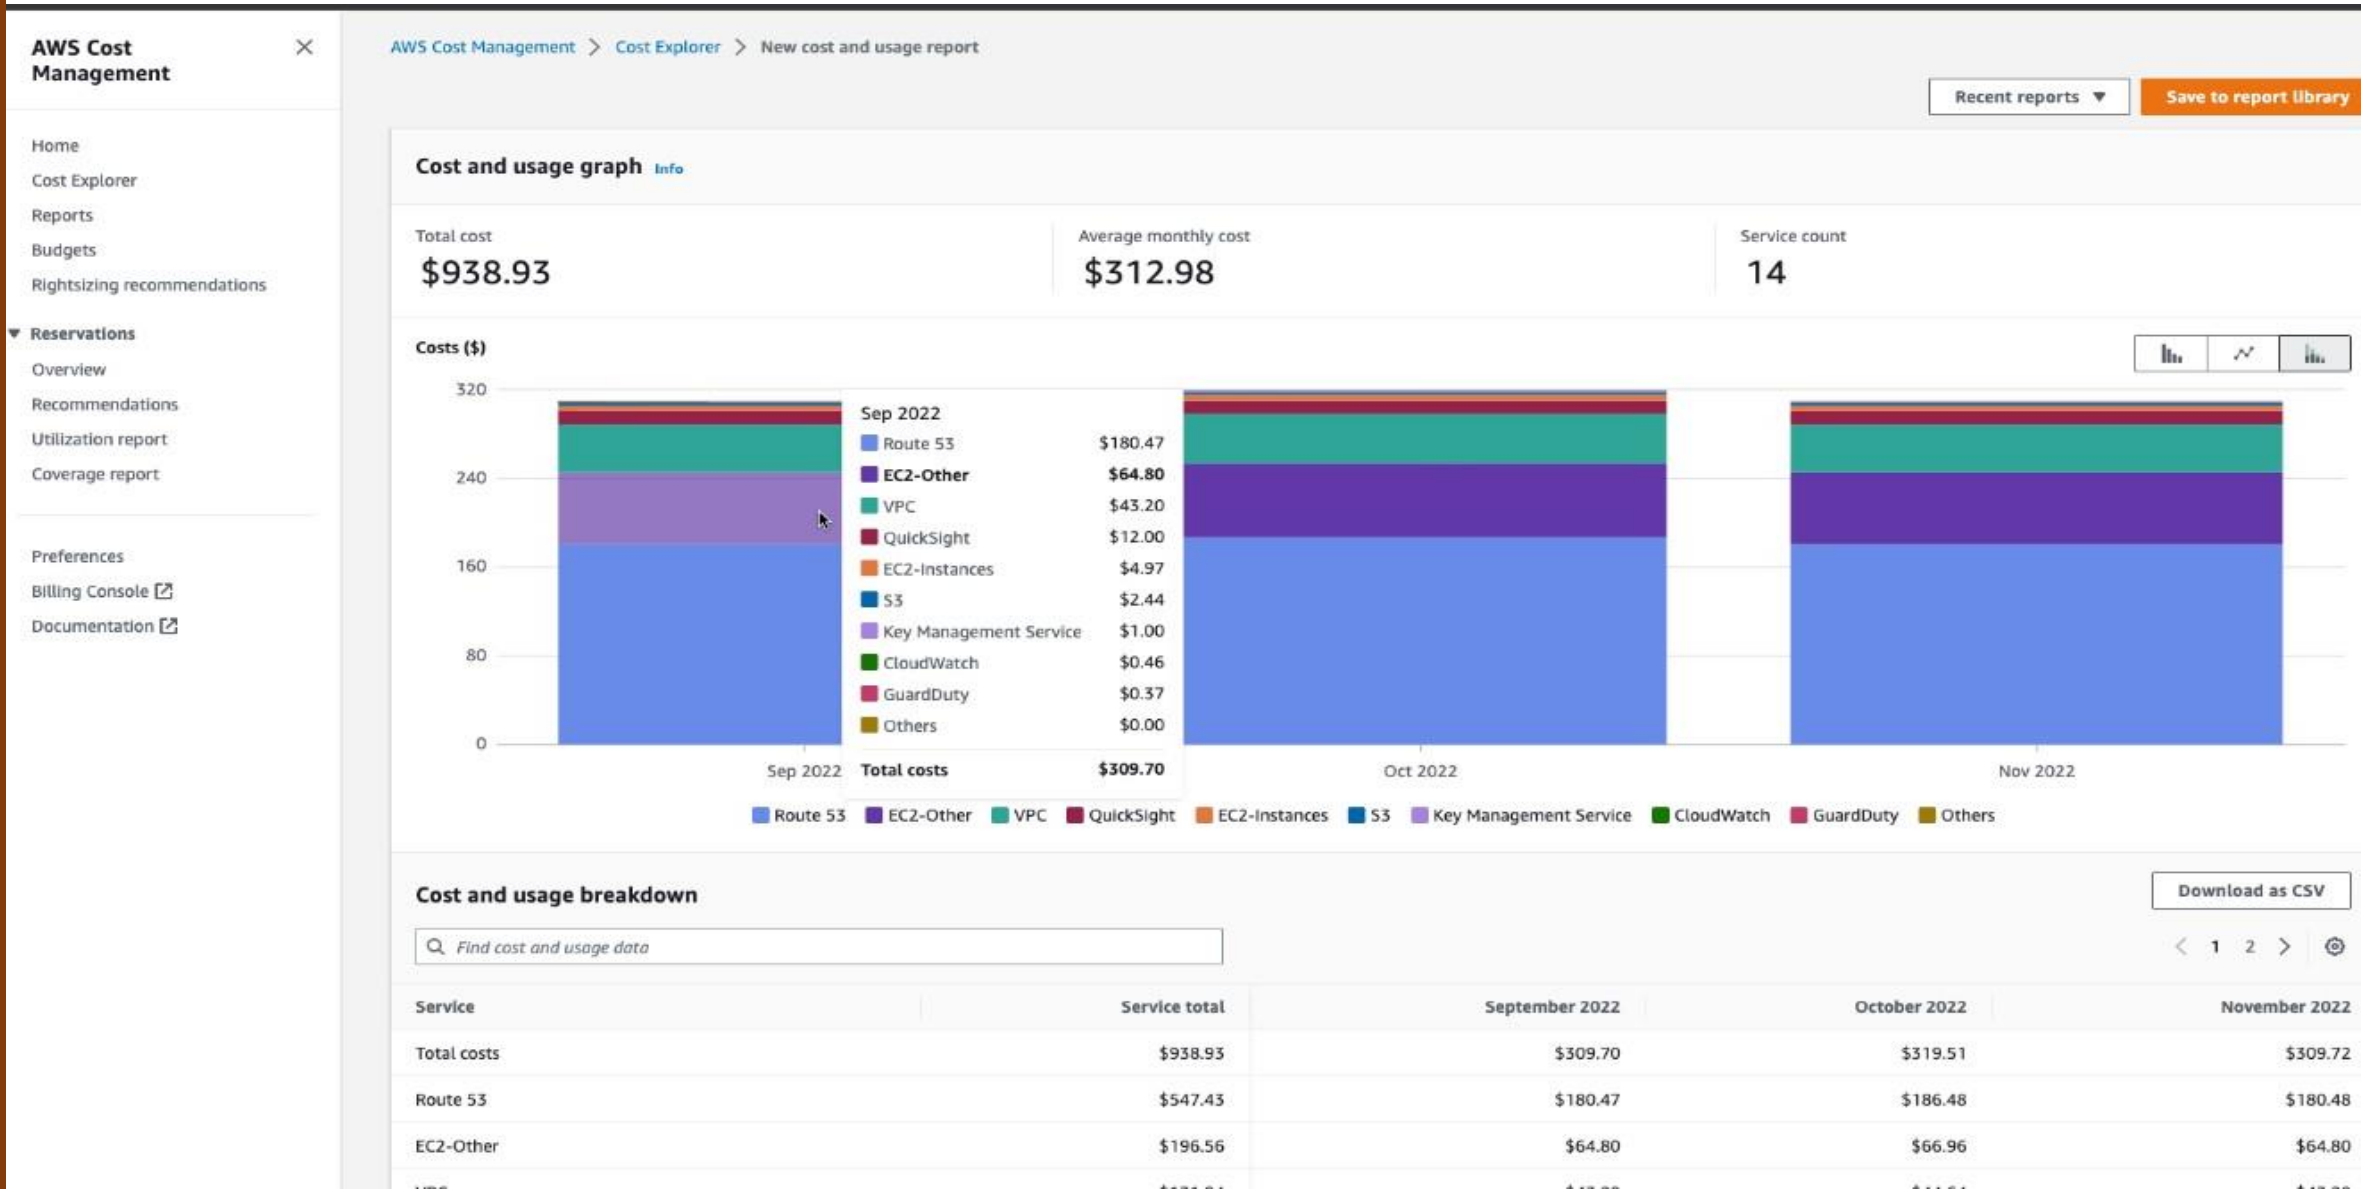 AWS Cost
Management
Home
Cost Explorer
Reports
Budgets
Rightsizing recommendations
Reservations
Overview
Recommendations
Utilization report
Coverage report
Preferences
Billing Console
Documentation
AWS Cost Management > Cost Explorer > New cost and usage report
Recent reports
Save to report library
Cost and usage graph Info
Total cost
$938.93
Average monthly cost
$312.98
Service count
14
Costs ($)
320
240
160
80
0
Sep 2022
Route 53 $180.47
EC2-Other $64.80
VPC $43.20
QuickSight $12.00
EC2-Instances $4.97
S3 $2.44
Key Management Service $1.00
CloudWatch $0.46
GuardDuty $0.37
Others $0.00
Total costs $309.70
Sep 2022 Oct 2022 Nov 2022
Route 53 EC2-Other VPC QuickSight EC2-Instances S3 Key Management Service CloudWatch GuardDuty Others
Cost and usage breakdown
Download as CSV
Find cost and usage data
< 1 2 >
Service Service total September 2022 October 2022 November 2022
Total costs $938.93 $309.70 $319.51 $309.72
Route 53 $547.43 $180.47 $186.48 $180.48
EC2-Other $196.56 $64.80 $66.96 $64.80